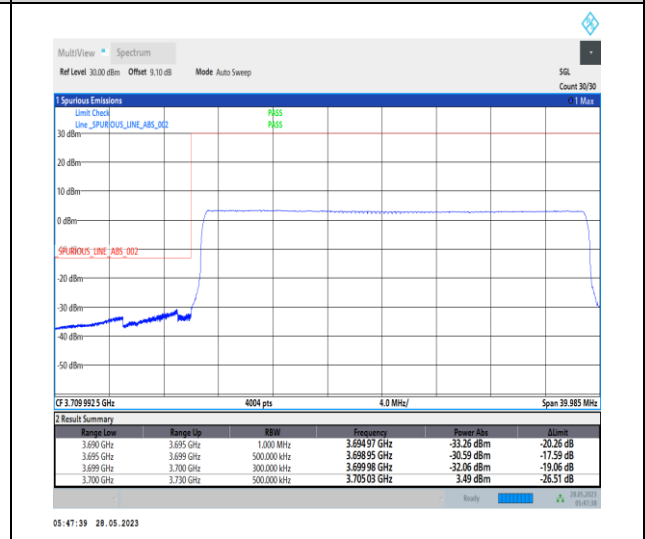 MultiView Spectrum
Ref Level 30.00 dBm Offset 9.10 dB Mode Auto Sweep SGL
Count 30/30
1 Spurious Emissions 1 Max
Limit Check PASS
Line _SPURIOUS_LINE_ABS_002 PASS
30 dBm
20 dBm
10 dBm
0 dBm
_SPURIOUS_LINE_ABS_002
-20 dBm
-30 dBm
-40 dBm
-50 dBm
CF 3.709 992 5 GHz 4004 pts 4.0 MHz/ Span 39.985 MHz
2 Result Summary
Range Low Range Up RBW Frequency Power Abs ΔLimit
3.690 GHz 3.695 GHz 1.000 MHz 3.694 97 GHz -33.26 dBm -20.26 dB
3.695 GHz 3.699 GHz 500.000 kHz 3.698 95 GHz -30.59 dBm -17.59 dB
3.699 GHz 3.700 GHz 300.000 kHz 3.699 98 GHz -32.06 dBm -19.06 dB
3.700 GHz 3.730 GHz 500.000 kHz 3.705 03 GHz 3.49 dBm -26.51 dB
Ready 28.05.2023
05:47:38
05:47:39 28.05.2023